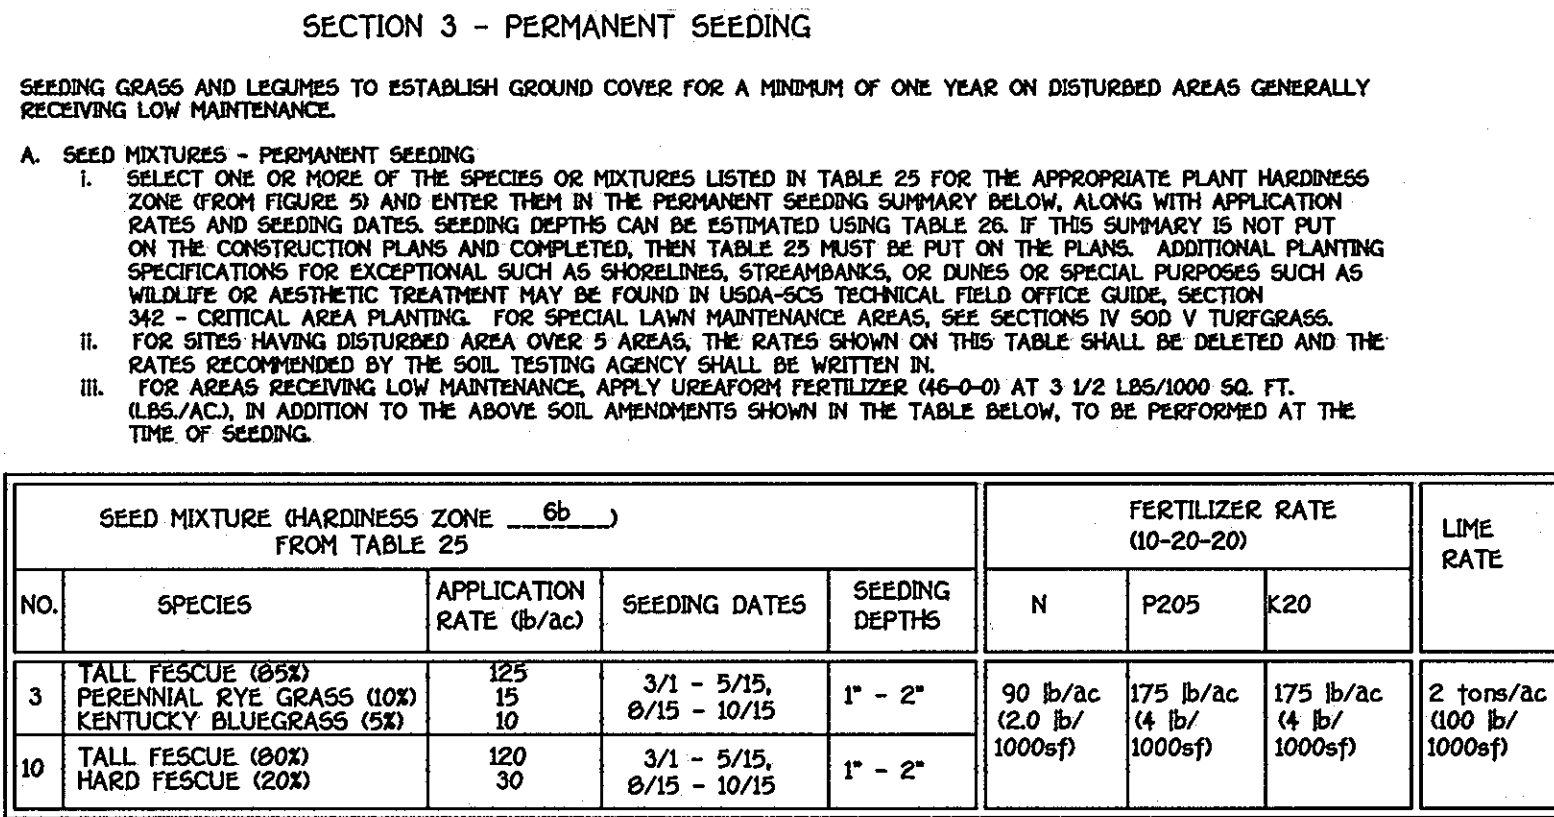 SECTION 3 - PERMANENT SEEDING
SEEDING GRASS AND LEGUMES TO ESTABLISH GROUND COVER FOR A MINIMUM OF ONE YEAR ON DISTURBED AREAS GENERALLY
RECEIVING LOW MAINTENANCE.
A. SEED MIXTURES - PERMANENT SEEDING
i. SELECT ONE OR MORE OF THE SPECIES OR MIXTURES LISTED IN TABLE 25 FOR THE APPROPRIATE PLANT HARDINESS
ZONE (FROM FIGURE 5) AND ENTER THEM IN THE PERMANENT SEEDING SUMMARY BELOW, ALONG WITH APPLICATION
RATES AND SEEDING DATES. SEEDING DEPTHS CAN BE ESTIMATED USING TABLE 26. IF THIS SUMMARY IS NOT PUT
ON THE CONSTRUCTION PLANS AND COMPLETED, THEN TABLE 25 MUST BE PUT ON THE PLANS. ADDITIONAL PLANTING
SPECIFICATIONS FOR EXCEPTIONAL SUCH AS SHORELINES, STREAMBANKS, OR DUNES OR SPECIAL PURPOSES SUCH AS
WILDLIFE OR AESTHETIC TREATMENT MAY BE FOUND IN USDA-SCS TECHNICAL FIELD OFFICE GUIDE, SECTION
342 - CRITICAL AREA PLANTING. FOR SPECIAL LAWN MAINTENANCE AREAS, SEE SECTIONS IV SOD V TURFGRASS.
ii. FOR SITES HAVING DISTURBED AREA OVER 5 AREAS, THE RATES SHOWN ON THIS TABLE SHALL BE DELETED AND THE
RATES RECOMMENDED BY THE SOIL TESTING AGENCY SHALL BE WRITTEN IN.
iii. FOR AREAS RECEIVING LOW MAINTENANCE, APPLY UREAFORM FERTILIZER (46-0-0) AT 3 1/2 LBS/1000 SQ. FT.
(LBS./AC.), IN ADDITION TO THE ABOVE SOIL AMENDMENTS SHOWN IN THE TABLE BELOW, TO BE PERFORMED AT THE
TIME OF SEEDING.
SEED MIXTURE (HARDINESS ZONE 6b)
FROM TABLE 25
FERTILIZER RATE
(10-20-20)
LIME
RATE
NO.
SPECIES
APPLICATION
RATE (lb/ac)
SEEDING DATES
SEEDING
DEPTHS
N
P205
K20
3
TALL FESCUE (85%)
PERENNIAL RYE GRASS (10%)
KENTUCKY BLUEGRASS (5%)
125
15
10
3/1 - 5/15,
8/15 - 10/15
1" - 2"
90 lb/ac
(2.0 lb/
1000sf)
175 lb/ac
(4 lb/
1000sf)
175 lb/ac
(4 lb/
1000sf)
2 tons/ac
(100 lb/
1000sf)
10
TALL FESCUE (80%)
HARD FESCUE (20%)
120
30
3/1 - 5/15,
8/15 - 10/15
1" - 2"